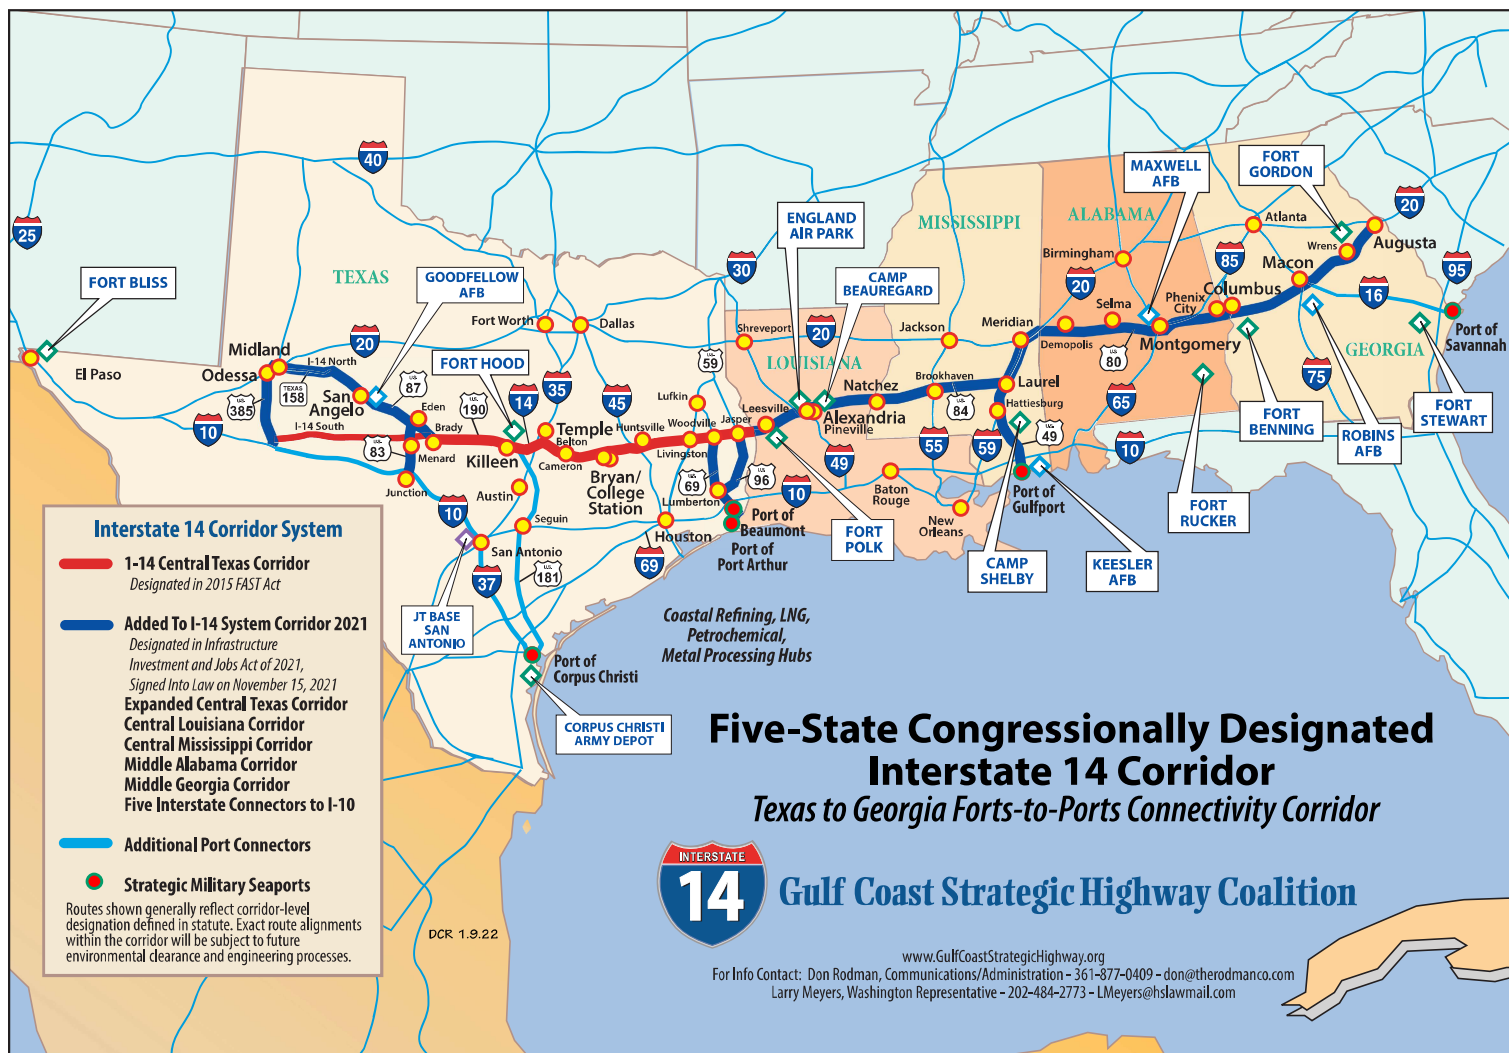 40
25
FORT BLISS
TEXAS
GOODFELLOW
AFB
ENGLAND
AIR PARK
30
CAMP
BEAUREGARD
MISSISSIPPI
ALABAMA
MAXWELL
AFB
FORT
GORDON
20
Atlanta
Wrens
Augusta
Birmingham
20
85
Macon
95
16
Columbus
Phenix
City
Selma
Port of
Savannah
Midland
I-14 North
20
Fort Worth
Dallas
Shreveport
20
Jackson
Meridian
Demopolis
U.S.
80
Montgomery
GEORGIA
El Paso
Odessa
TEXAS
158
San
Angelo
U.S.
87
FORT HOOD
35
U.S.
59
LOUISIANA
Natchez
Brookhaven
Laurel
75
U.S.
385
I-14 South
10
Eden
Brady
U.S.
190
14
45
Lufkin
Leesville
Alexandria
Pineville
U.S.
84
Hattiesburg
65
FORT
BENNING
ROBINS
AFB
FORT
STEWART
U.S.
83
Menard
Killeen
Temple
Belton
Cameron
Huntsville
Woodville
Jasper
Livingston
49
55
59
U.S.
49
10
Junction
10
Austin
Bryan/
College
Station
U.S.
69
U.S.
96
Lumberton
10
Baton
Rouge
New
Orleans
Port of
Gulfport
FORT
RUCKER
Seguin
Houston
Port of
Beaumont
Port of
Port Arthur
FORT
POLK
San Antonio
69
CAMP
SHELBY
KEESLER
AFB
37
U.S.
181
JT BASE
SAN
ANTONIO
Coastal Refining, LNG,
Petrochemical,
Metal Processing Hubs
Port of
Corpus Christi
CORPUS CHRISTI
ARMY DEPOT
Interstate 14 Corridor System
1-14 Central Texas Corridor
Designated in 2015 FAST Act
Added To I-14 System Corridor 2021
Designated in Infrastructure
Investment and Jobs Act of 2021,
Signed Into Law on November 15, 2021
Expanded Central Texas Corridor
Central Louisiana Corridor
Central Mississippi Corridor
Middle Alabama Corridor
Middle Georgia Corridor
Five Interstate Connectors to I-10
Additional Port Connectors
Strategic Military Seaports
Routes shown generally reflect corridor-level
designation defined in statute. Exact route alignments
within the corridor will be subject to future
environmental clearance and engineering processes.
DCR 1.9.22
Five-State Congressionally Designated
Interstate 14 Corridor
Texas to Georgia Forts-to-Ports Connectivity Corridor
INTERSTATE
14
Gulf Coast Strategic Highway Coalition
www.GulfCoastStrategicHighway.org
For Info Contact: Don Rodman, Communications/Administration - 361-877-0409 - don@therodmanco.com
Larry Meyers, Washington Representative - 202-484-2773 - LMeyers@hslawmail.com